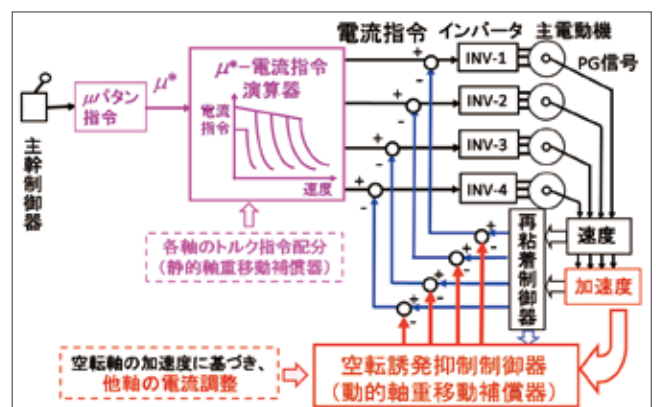 電流指令
インバータ
主電動機
PG信号
μパタン
指令
μ*
μ*-電流指令
演算器
電流
指令
速度
主幹制御器
+
-
INV-1
+
-
INV-2
+
-
INV-3
+
-
INV-4
各軸のトルク指令配分
(静的軸重移動補償器)
再粘着制御器
速度
加速度
-
-
-
-
空転軸の加速度に基づき、
他軸の電流調整
空転誘発抑制制御器
(動的軸重移動補償器)